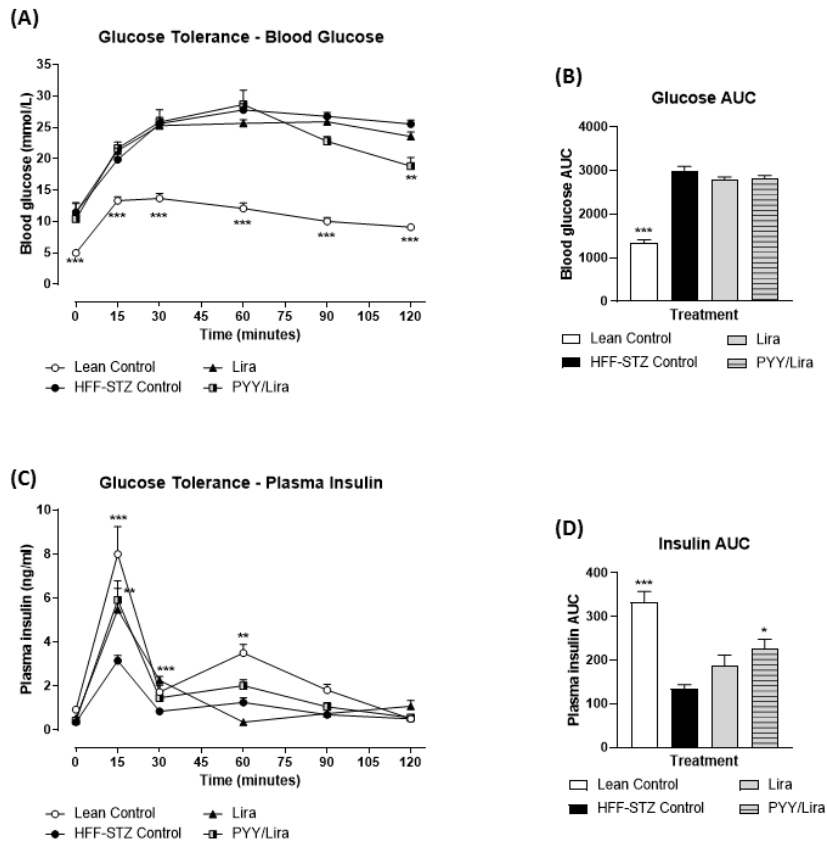 (A)
Glucose Tolerance - Blood Glucose
35
30
25
20
15
10
5
0
Blood glucose (mmol/L)
***
***
***
***
***
**
***
0 15 30 45 60 75 90 105 120
Time (minutes)
Lean Control Lira
HFF-STZ Control PYY/Lira
(B)
Glucose AUC
4000
3000
2000
1000
0
Blood glucose AUC
***
Treatment
Lean Control Lira
HFF-STZ Control PYY/Lira
(C)
Glucose Tolerance - Plasma Insulin
10
8
6
4
2
0
Plasma insulin (ng/ml)
***
**
***
**
0 15 30 45 60 75 90 105 120
Time (minutes)
Lean Control Lira
HFF-STZ Control PYY/Lira
(D)
Insulin AUC
400
300
200
100
0
Plasma insulin AUC
***
*
Treatment
Lean Control Lira
HFF-STZ Control PYY/Lira